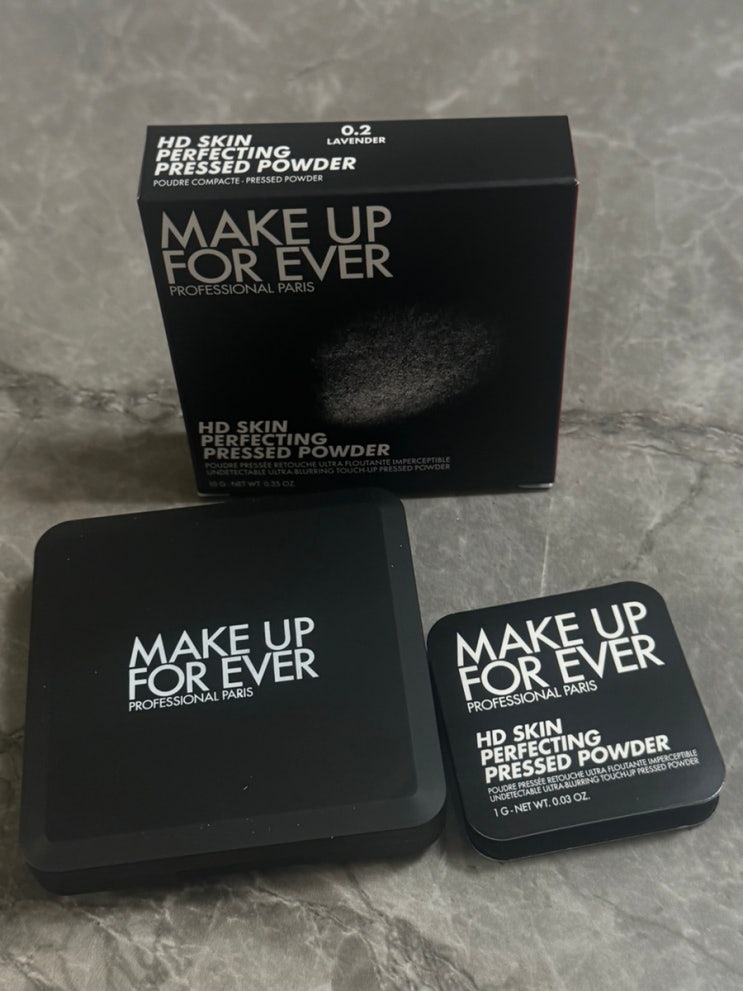 HD SKIN
PERFECTING
PRESSED POWDER
POUDRE COMPACTE - PRESSED POWDER
0.2
LAVENDER
MAKE UP
FOR EVER
PROFESSIONAL PARIS
HD SKIN
PERFECTING
PRESSED POWDER
POUDRE PRESSÉE RETOUCHE ULTRA FLOUTANTE IMPERCEPTIBLE
UNDETECTABLE ULTRA-BLURRING TOUCH-UP PRESSED POWDER
10 G - NET WT. 0.35 OZ.
MAKE UP
FOR EVER
PROFESSIONAL PARIS
MAKE UP
FOR EVER
PROFESSIONAL PARIS
HD SKIN
PERFECTING
PRESSED POWDER
POUDRE PRESSÉE RETOUCHE ULTRA FLOUTANTE IMPERCEPTIBLE
UNDETECTABLE ULTRA-BLURRING TOUCH-UP PRESSED POWDER
1 G - NET WT. 0.03 OZ.